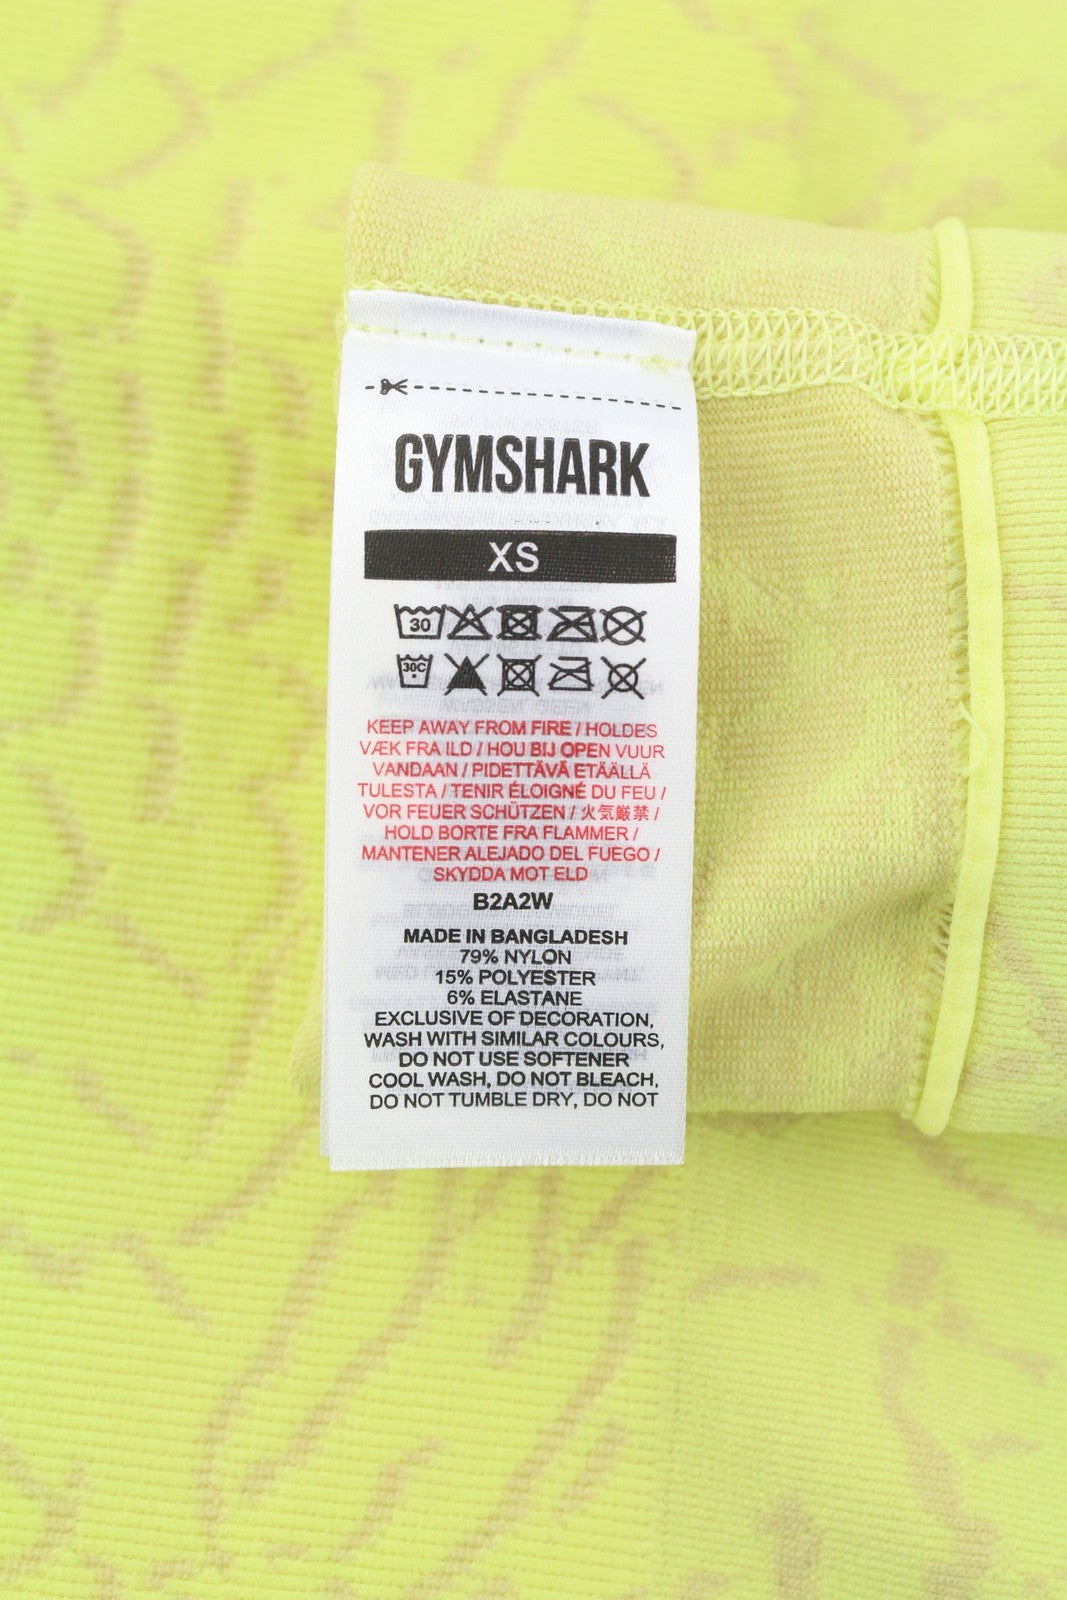 GYMSHARK
XS
30
30C
KEEP AWAY FROM FIRE / HOLDES
VÆK FRA ILD / HOU BIJ OPEN VUUR
VANDAAN / PIDETTÄVÄ ETÄÄLLÄ
TULESTA / TENIR ÉLOIGNÉ DU FEU /
VOR FEUER SCHÜTZEN / 火気厳禁 /
HOLD BORTE FRA FLAMMER /
MANTENER ALEJADO DEL FUEGO /
SKYDDA MOT ELD
B2A2W
MADE IN BANGLADESH
79% NYLON
15% POLYESTER
6% ELASTANE
EXCLUSIVE OF DECORATION,
WASH WITH SIMILAR COLOURS,
DO NOT USE SOFTENER
COOL WASH, DO NOT BLEACH,
DO NOT TUMBLE DRY, DO NOT